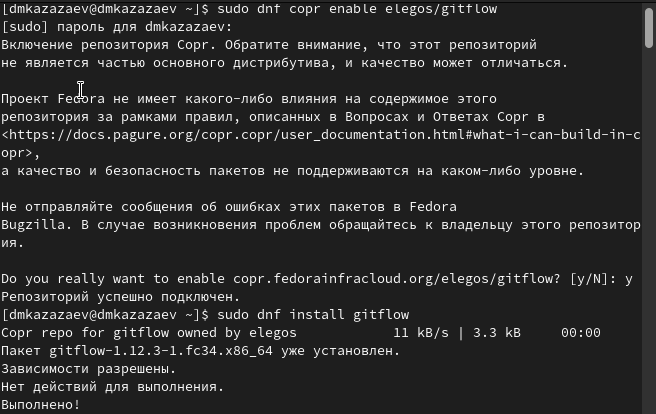 [dmkazazaev@dmkazazaev ~]$ sudo dnf copr enable elegos/gitflow
[sudo] пароль для dmkazazaev:
Включение репозитория Copr. Обратите внимание, что этот репозиторий
не является частью основного дистрибутива, и качество может отличаться.
Проект Fedora не имеет какого-либо влияния на содержимое этого
репозитория за рамками правил, описанных в Вопросах и Ответах Copr в
<https://docs.pagure.org/copr.copr/user_documentation.html#what-i-can-build-in-c
opr>,
а качество и безопасность пакетов не поддерживаются на каком-либо уровне.
Не отправляйте сообщения об ошибках этих пакетов в Fedora
Bugzilla. В случае возникновения проблем обращайтесь к владельцу этого репозитор
ия.
Do you really want to enable copr.fedorainfracloud.org/elegos/gitflow? [y/N]: y
Репозиторий успешно подключен.
[dmkazazaev@dmkazazaev ~]$ sudo dnf install gitflow
Copr repo for gitflow owned by elegos            11 kB/s | 3.3 kB     00:00
Пакет gitflow-1.12.3-1.fc34.x86_64 уже установлен.
Зависимости разрешены.
Нет действий для выполнения.
Выполнено!